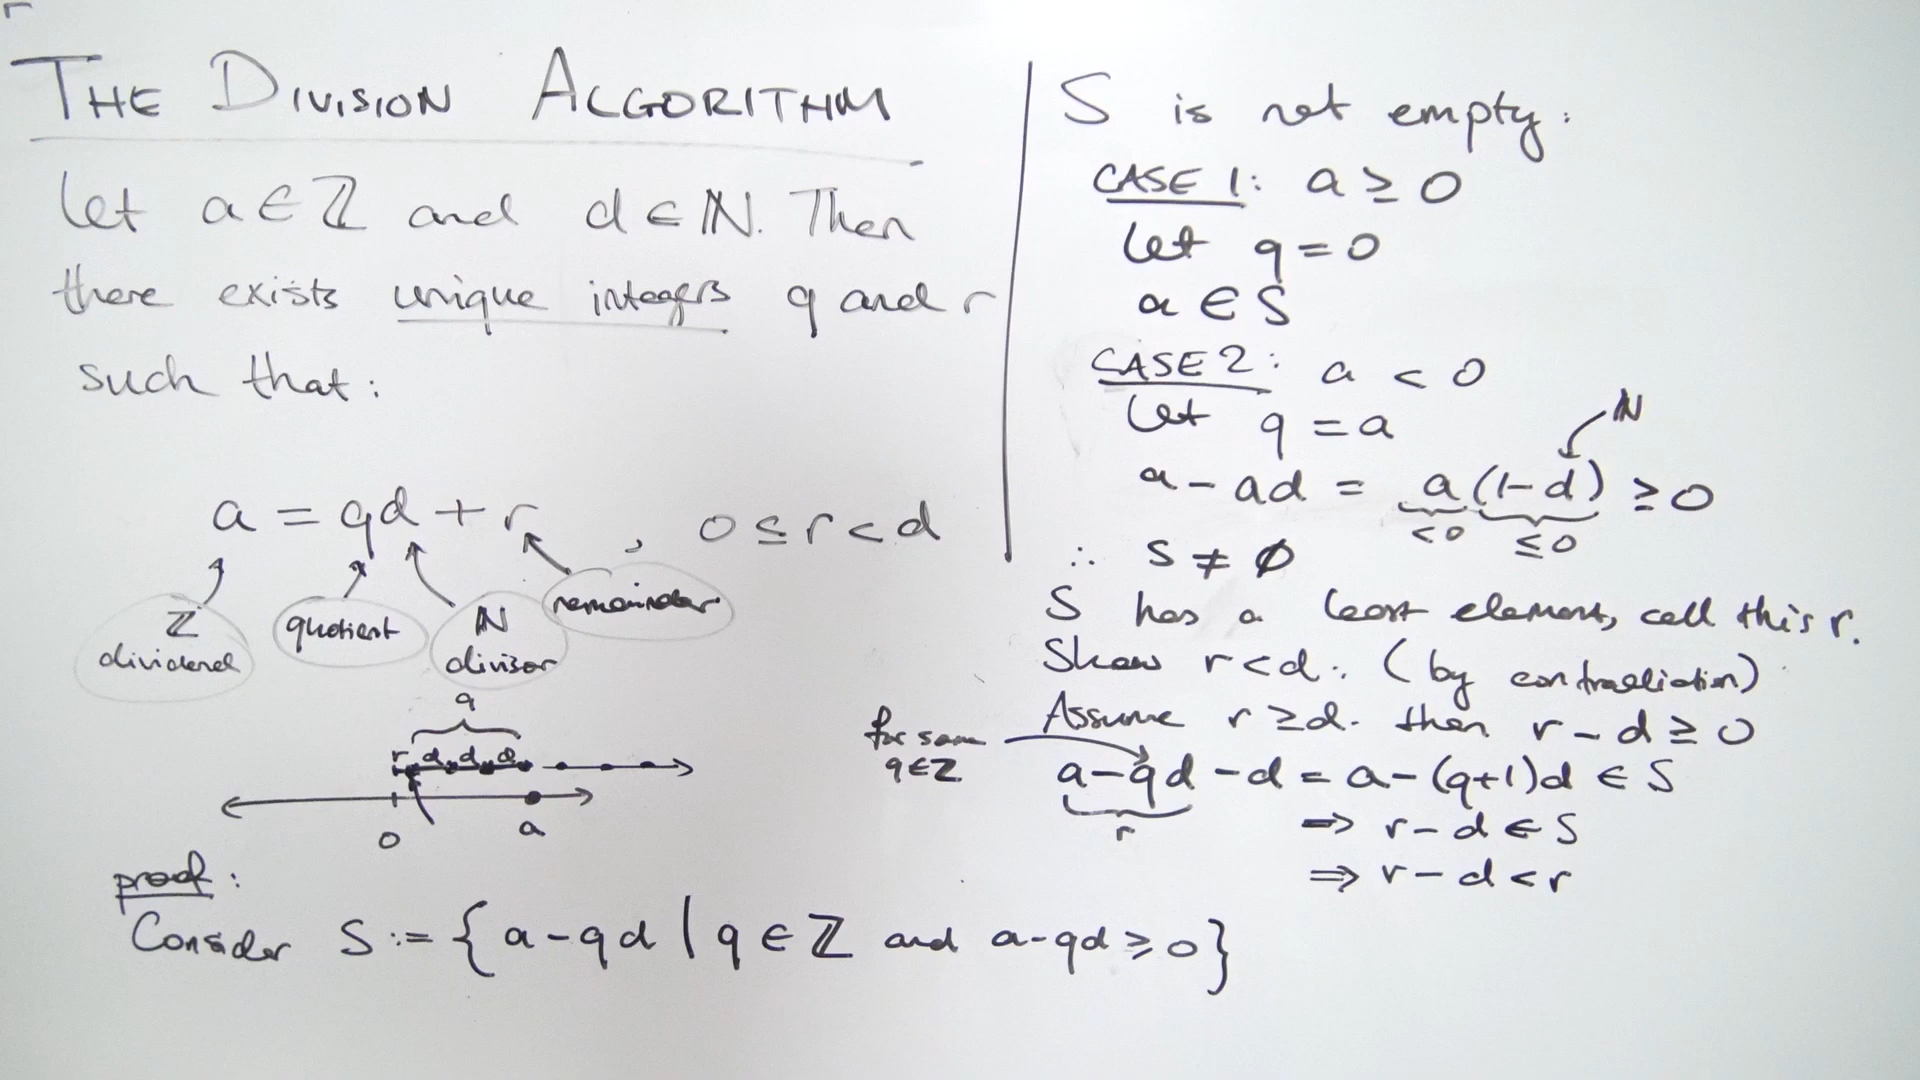 THE DIVISION ALGORITHM
Let a ∈ ℤ and d ∈ ℕ. Then
there exists unique integers q and r
such that:
a = qd + r , 0 ≤ r < d
ℤ
dividend
quotient
ℕ
divisor
remainder
q
r d d d
0 a
proof:
Consider S := { a - qd | q ∈ ℤ and a - qd ≥ 0 }
S is not empty:
CASE 1: a ≥ 0
Let q = 0
a ∈ S
CASE 2: a < 0
Let q = a
ℕ
a - ad = a(1-d) ≥ 0
<0 ≤0
∴ S ≠ ∅
S has a least element, call this r.
Show r < d: (by contradiction)
Assume r ≥ d. then r - d ≥ 0
for some
q ∈ ℤ
a - qd - d = a - (q+1)d ∈ S
r
⇒ r - d ∈ S
⇒ r - d < r